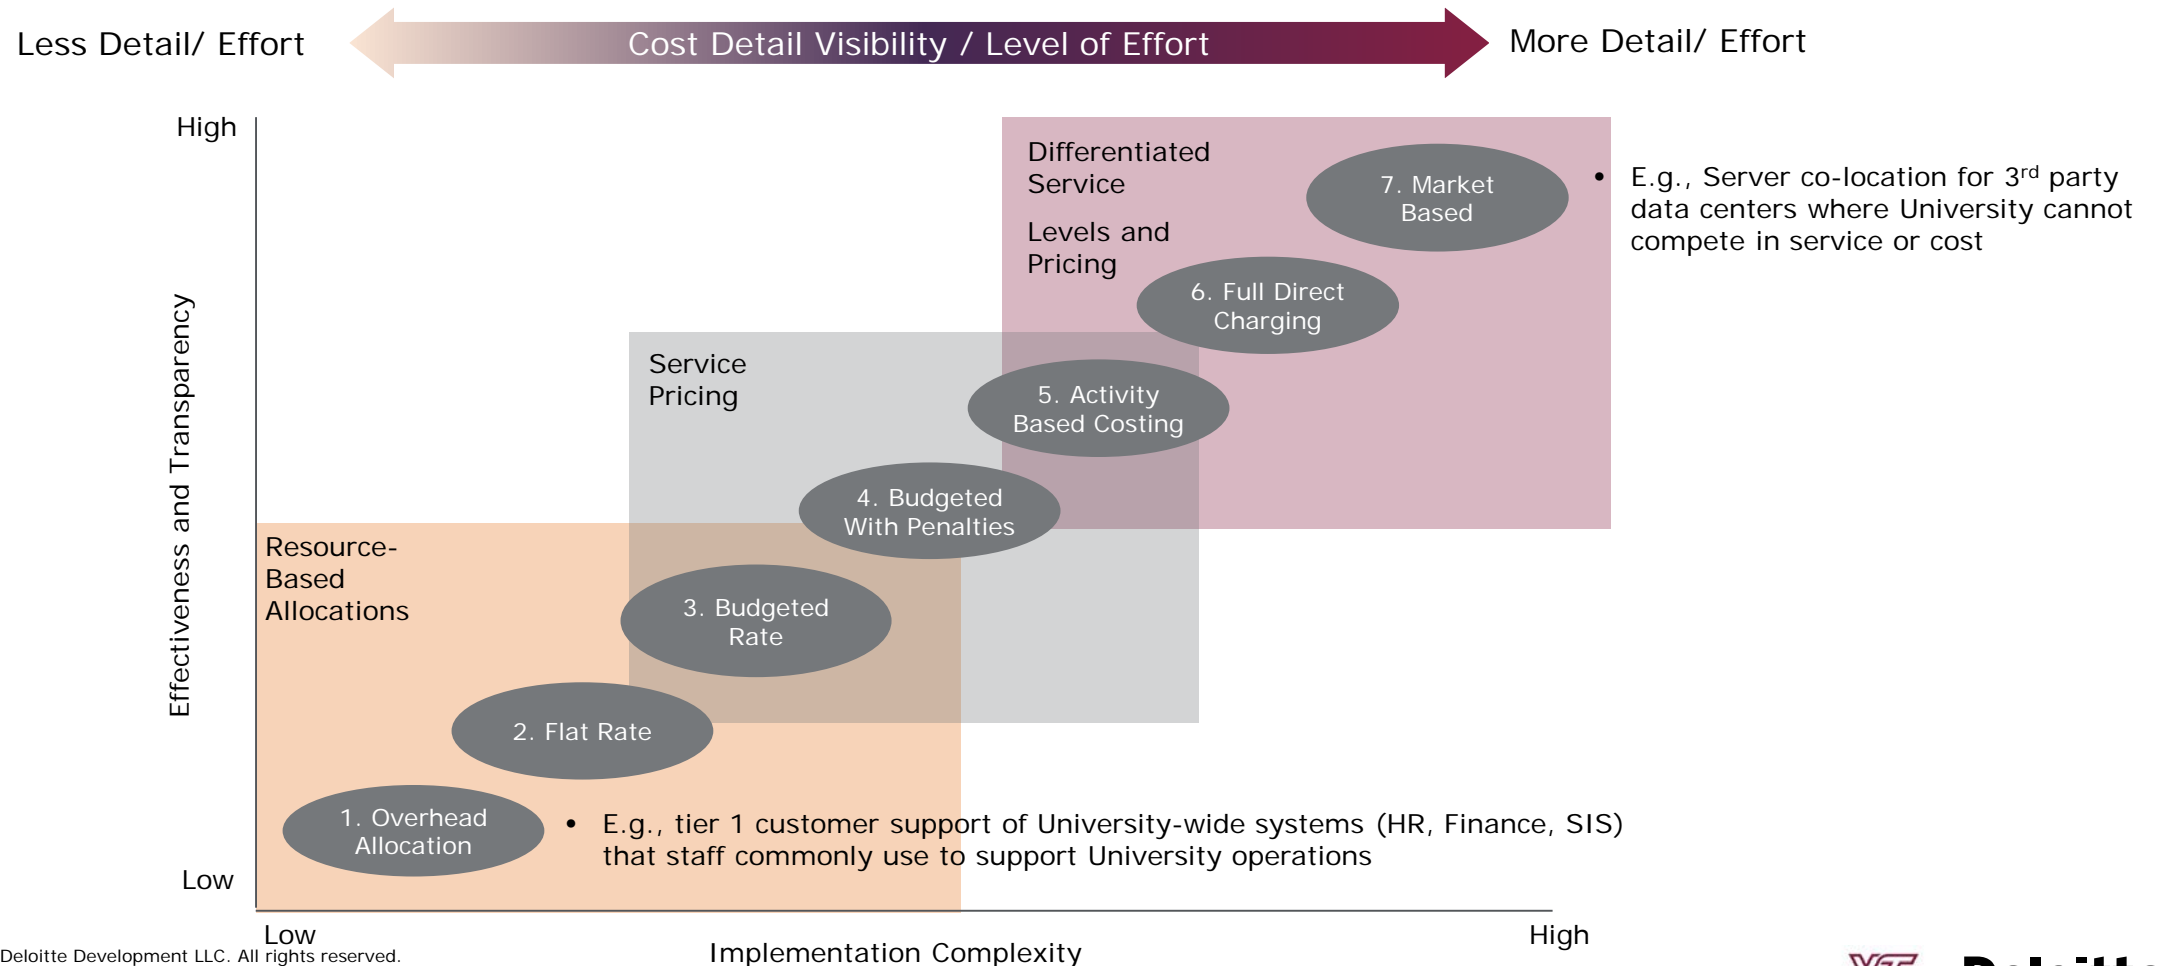 Less Detail/ Effort
Cost Detail Visibility / Level of Effort
More Detail/ Effort
High
Differentiated
Service
Levels and
Pricing
7. Market
Based
• E.g., Server co-location for 3rd party
data centers where University cannot
compete in service or cost
6. Full Direct
Charging
Effectiveness and Transparency
Service
Pricing
5. Activity
Based Costing
4. Budgeted
With Penalties
Resource-
Based
Allocations
3. Budgeted
Rate
2. Flat Rate
1. Overhead
Allocation
• E.g., tier 1 customer support of University-wide systems (HR, Finance, SIS)
that staff commonly use to support University operations
Low
Low
High
Implementation Complexity
Deloitte Development LLC. All rights reserved.